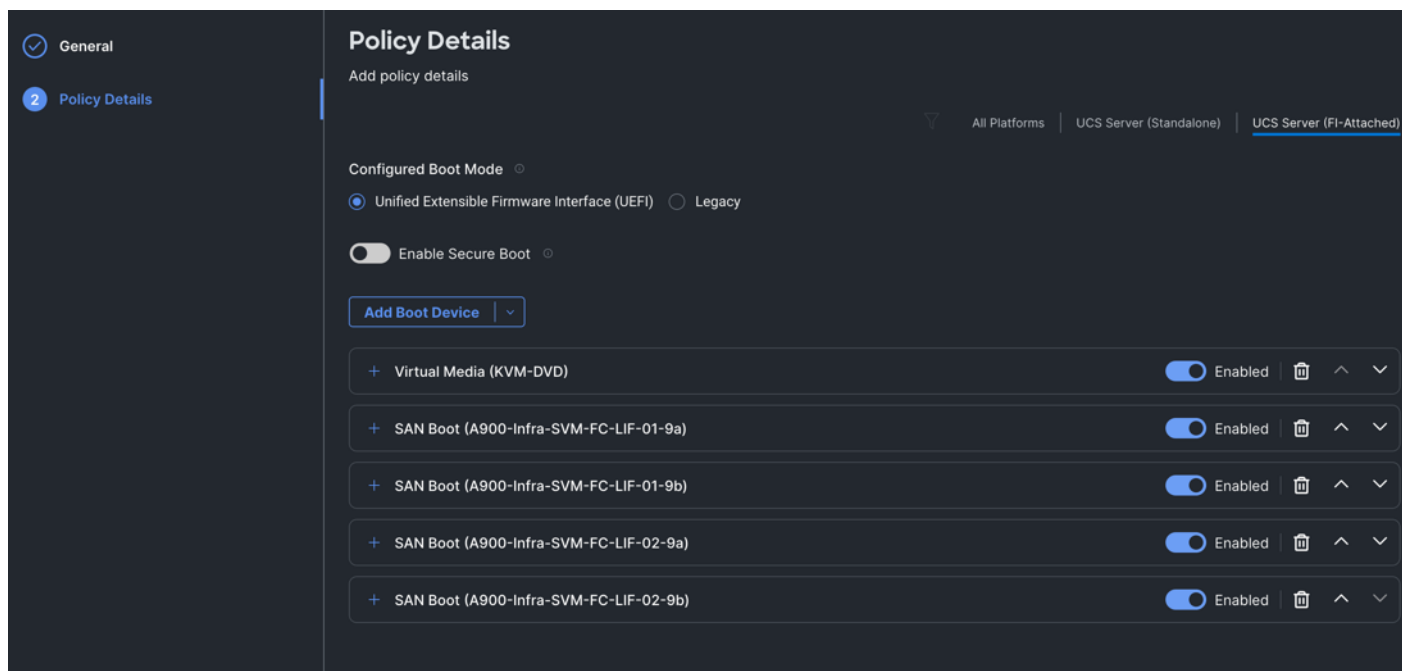 General
2 Policy Details
Policy Details
Add policy details
All Platforms UCS Server (Standalone) UCS Server (FI-Attached)
Configured Boot Mode
Unified Extensible Firmware Interface (UEFI) Legacy
Enable Secure Boot
Add Boot Device
Virtual Media (KVM-DVD) Enabled
SAN Boot (A900-Infra-SVM-FC-LIF-01-9a) Enabled
SAN Boot (A900-Infra-SVM-FC-LIF-01-9b) Enabled
SAN Boot (A900-Infra-SVM-FC-LIF-02-9a) Enabled
SAN Boot (A900-Infra-SVM-FC-LIF-02-9b) Enabled